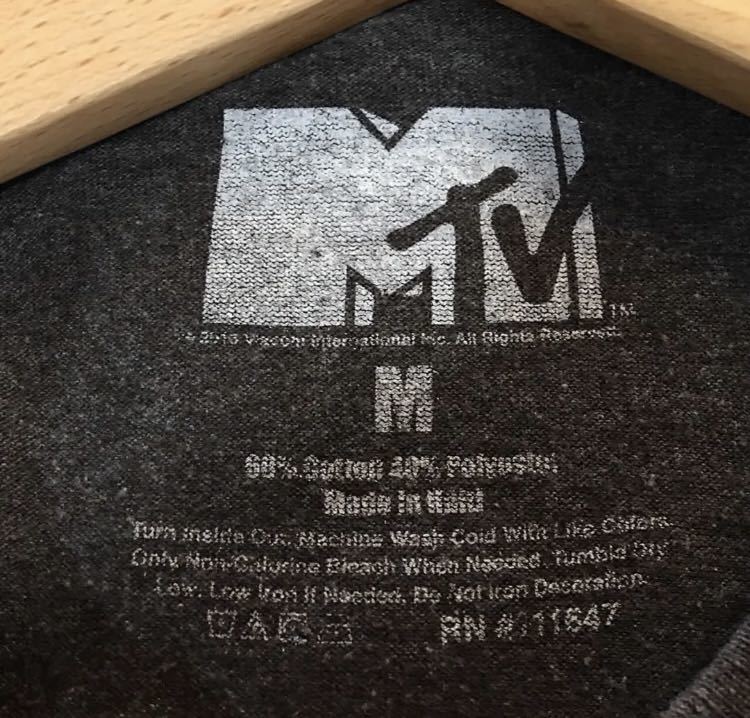 MTV
TM
© 2016 Viacom International Inc. All Rights Reserved.
M
60% Cotton 40% Polyester
Made in Haiti
Turn Inside Out. Machine Wash Cold With Like Colors.
Only Non-Chlorine Bleach When Needed. Tumble Dry
Low. Low Iron If Needed. Do Not Iron Decoration.
RN #111647